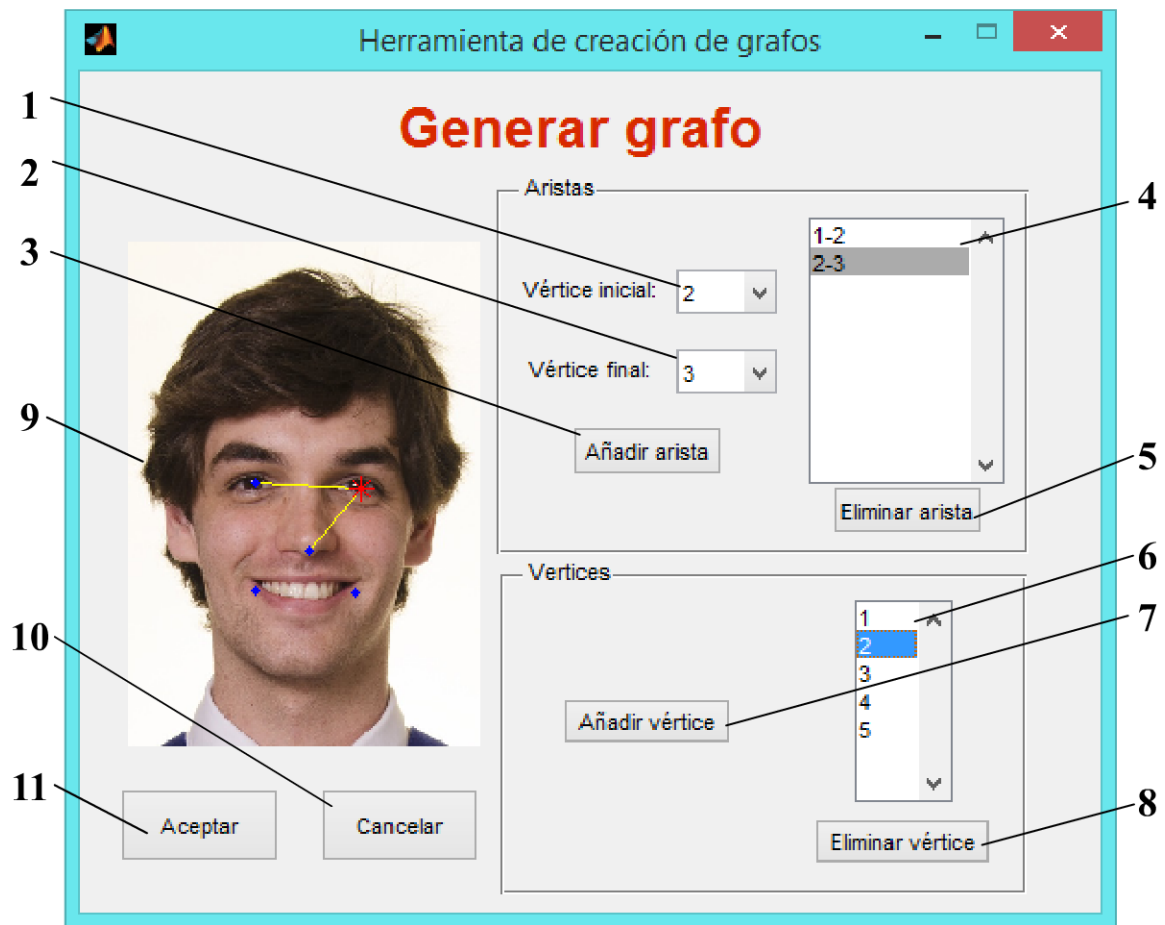 Herramienta de creación de grafos
Generar grafo
1
2
3
9
10
11
Aristas
Vértice inicial:
2
Vértice final:
3
Añadir arista
1-2
2-3
Eliminar arista
4
5
Vertices
Añadir vértice
1
2
3
4
5
Eliminar vértice
6
7
8
Aceptar
Cancelar